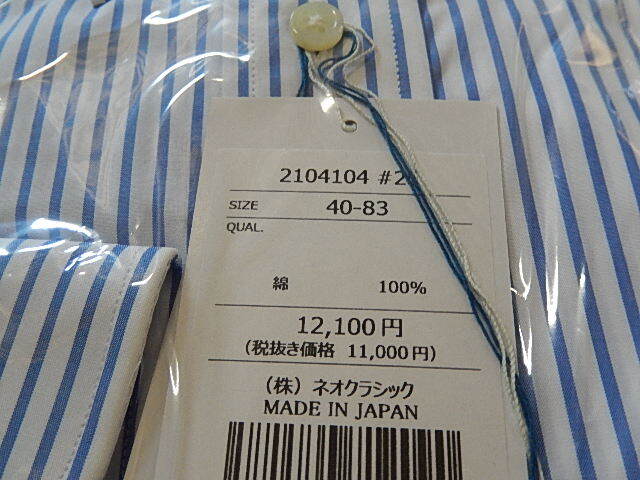 2104104 #2
SIZE 40-83
QUAL.
綿 100%
12,100円
(税抜き価格 11,000円)
(株) ネオクラシック
MADE IN JAPAN